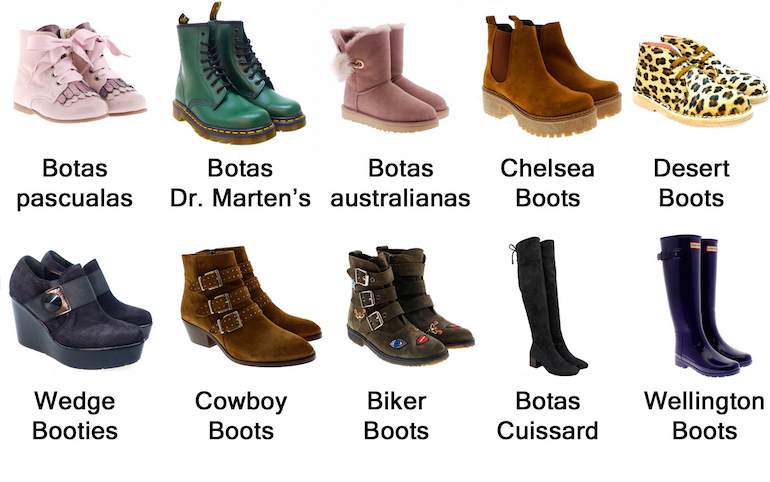 Botas
pascualas
Botas
Dr. Marten’s
Botas
australianas
Chelsea
Boots
Desert
Boots
Wedge
Booties
Cowboy
Boots
Biker
Boots
Botas
Cuissard
Wellington
Boots